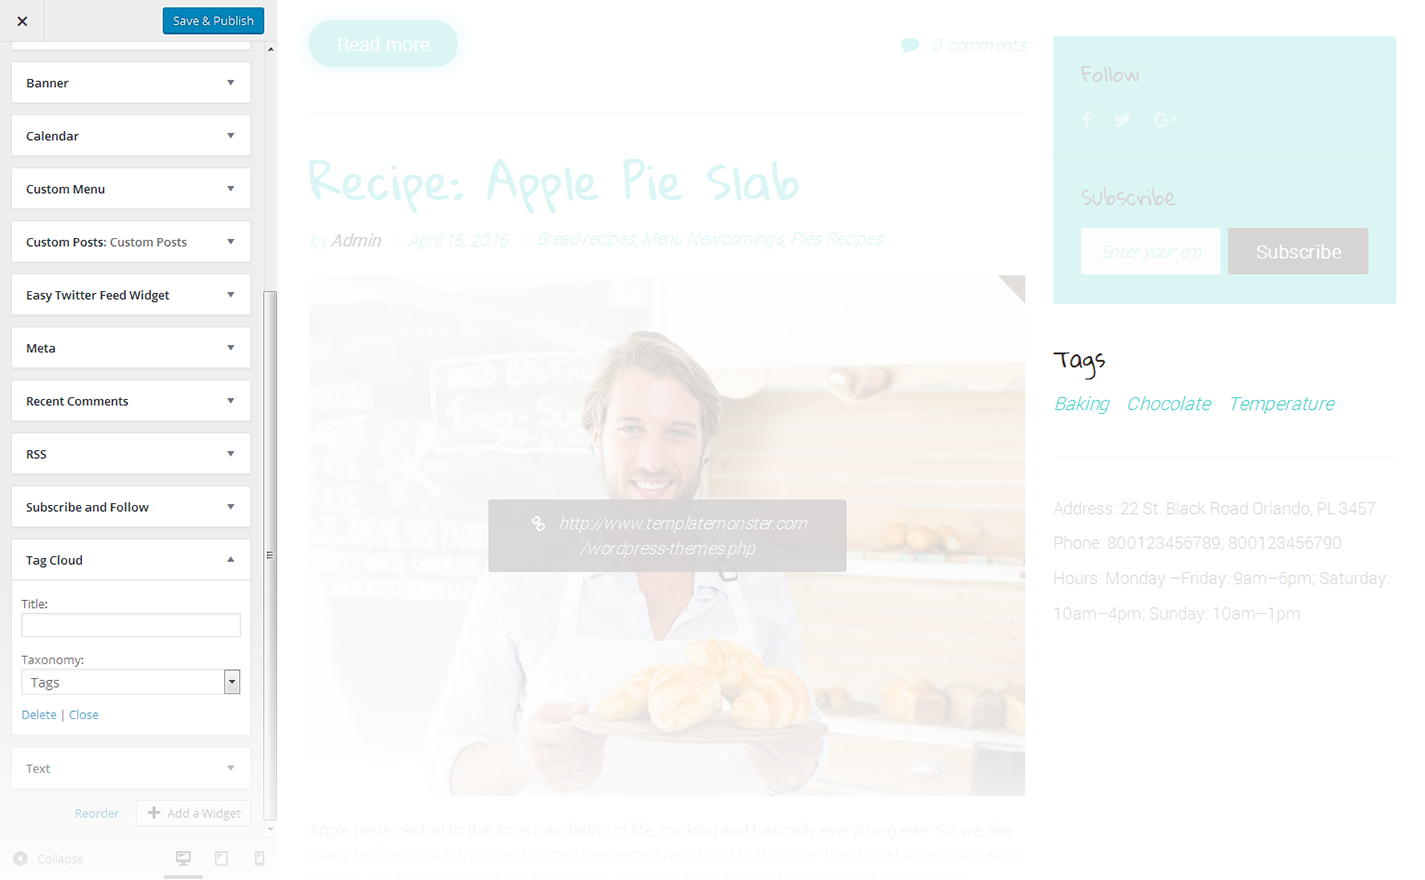 Save & Publish
Banner
Calendar
Custom Menu
Custom Posts: Custom Posts
Easy Twitter Feed Widget
Meta
Recent Comments
RSS
Subscribe and Follow
Tag Cloud
Title:
Taxonomy:
Tags
Delete | Close
Text
Reorder
Add a Widget
Collapse
Read more
0 comments
Recipe: Apple Pie Slab
by Admin
April 15, 2016
Bread recipes, Menu Newcomings, Pies Recipes
http://www.templatemonster.com
/wordpress-themes.php
Apple pie is central to the American fabric of life, cooking and basically everything else. So we, like
many before us, will try to add some unexpected new twist to this uber-traditional American baking
Follow
Subscribe
Enter your em
Subscribe
Tags
Baking Chocolate Temperature
Address: 22 St. Black Road Orlando, PL 3457
Phone: 800123456789; 800123456790
Hours: Monday –Friday: 9am–6pm; Saturday:
10am–4pm; Sunday: 10am–1pm